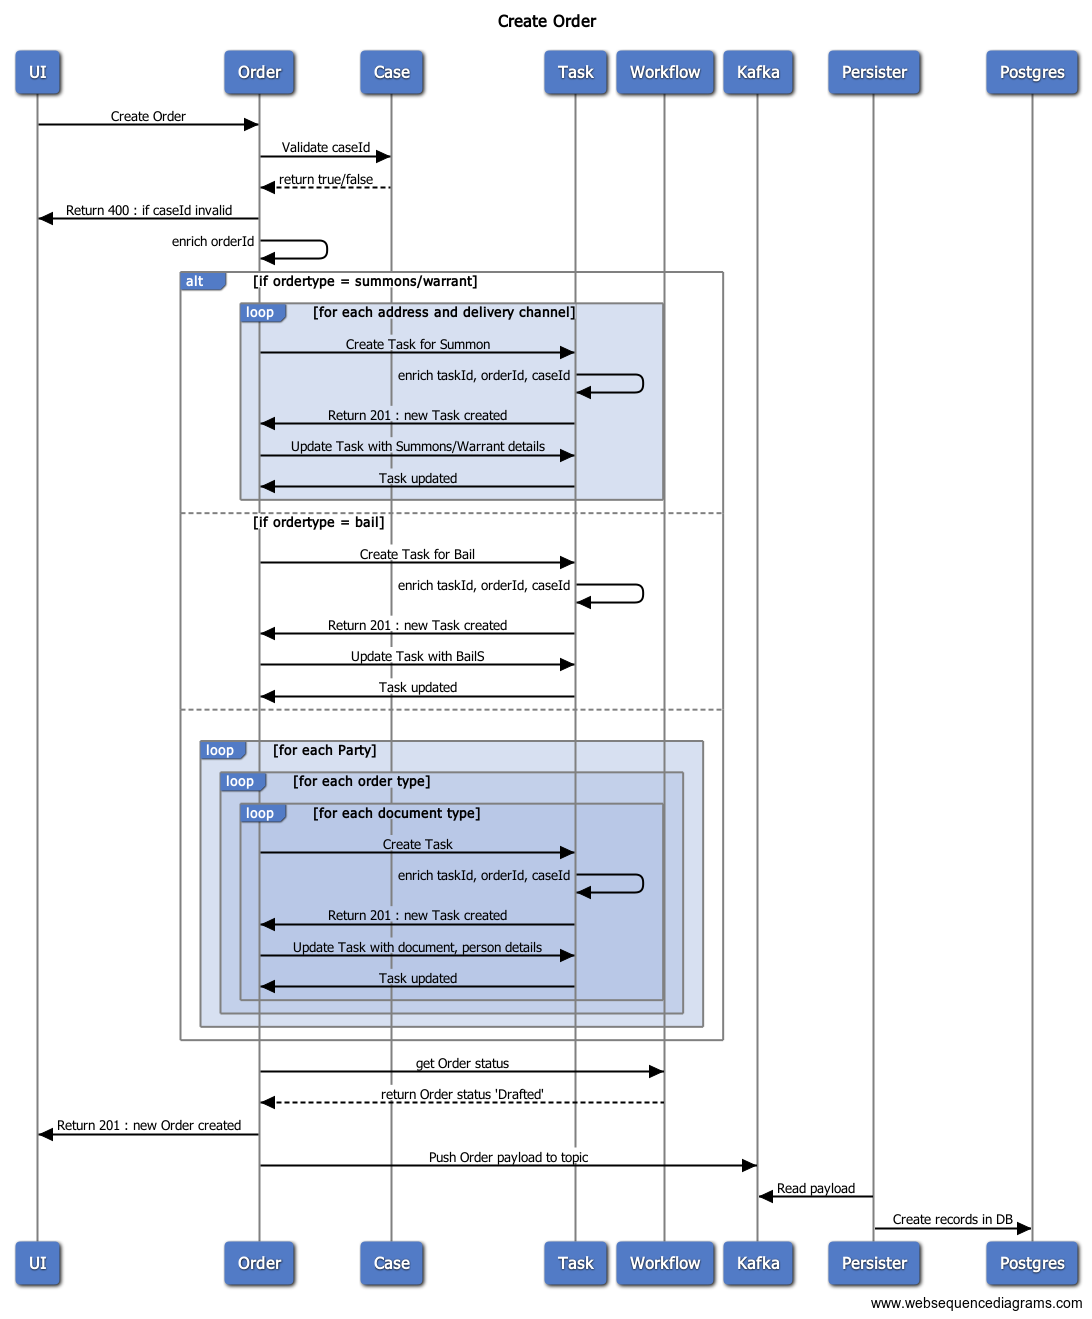 Create Order
UI
Order
Case
Task
Workflow
Kafka
Persister
Postgres
Create Order
Validate caseId
return true/false
Return 400 : if caseId invalid
enrich orderId
alt
[if ordertype = summons/warrant]
loop
[for each address and delivery channel]
Create Task for Summon
enrich taskId, orderId, caseId
Return 201 : new Task created
Update Task with Summons/Warrant details
Task updated
[if ordertype = bail]
Create Task for Bail
enrich taskId, orderId, caseId
Return 201 : new Task created
Update Task with BailS
Task updated
loop
[for each Party]
loop
[for each order type]
loop
[for each document type]
Create Task
enrich taskId, orderId, caseId
Return 201 : new Task created
Update Task with document, person details
Task updated
get Order status
return Order status 'Drafted'
Return 201 : new Order created
Push Order payload to topic
Read payload
Create records in DB
UI
Order
Case
Task
Workflow
Kafka
Persister
Postgres
www.websequencediagrams.com